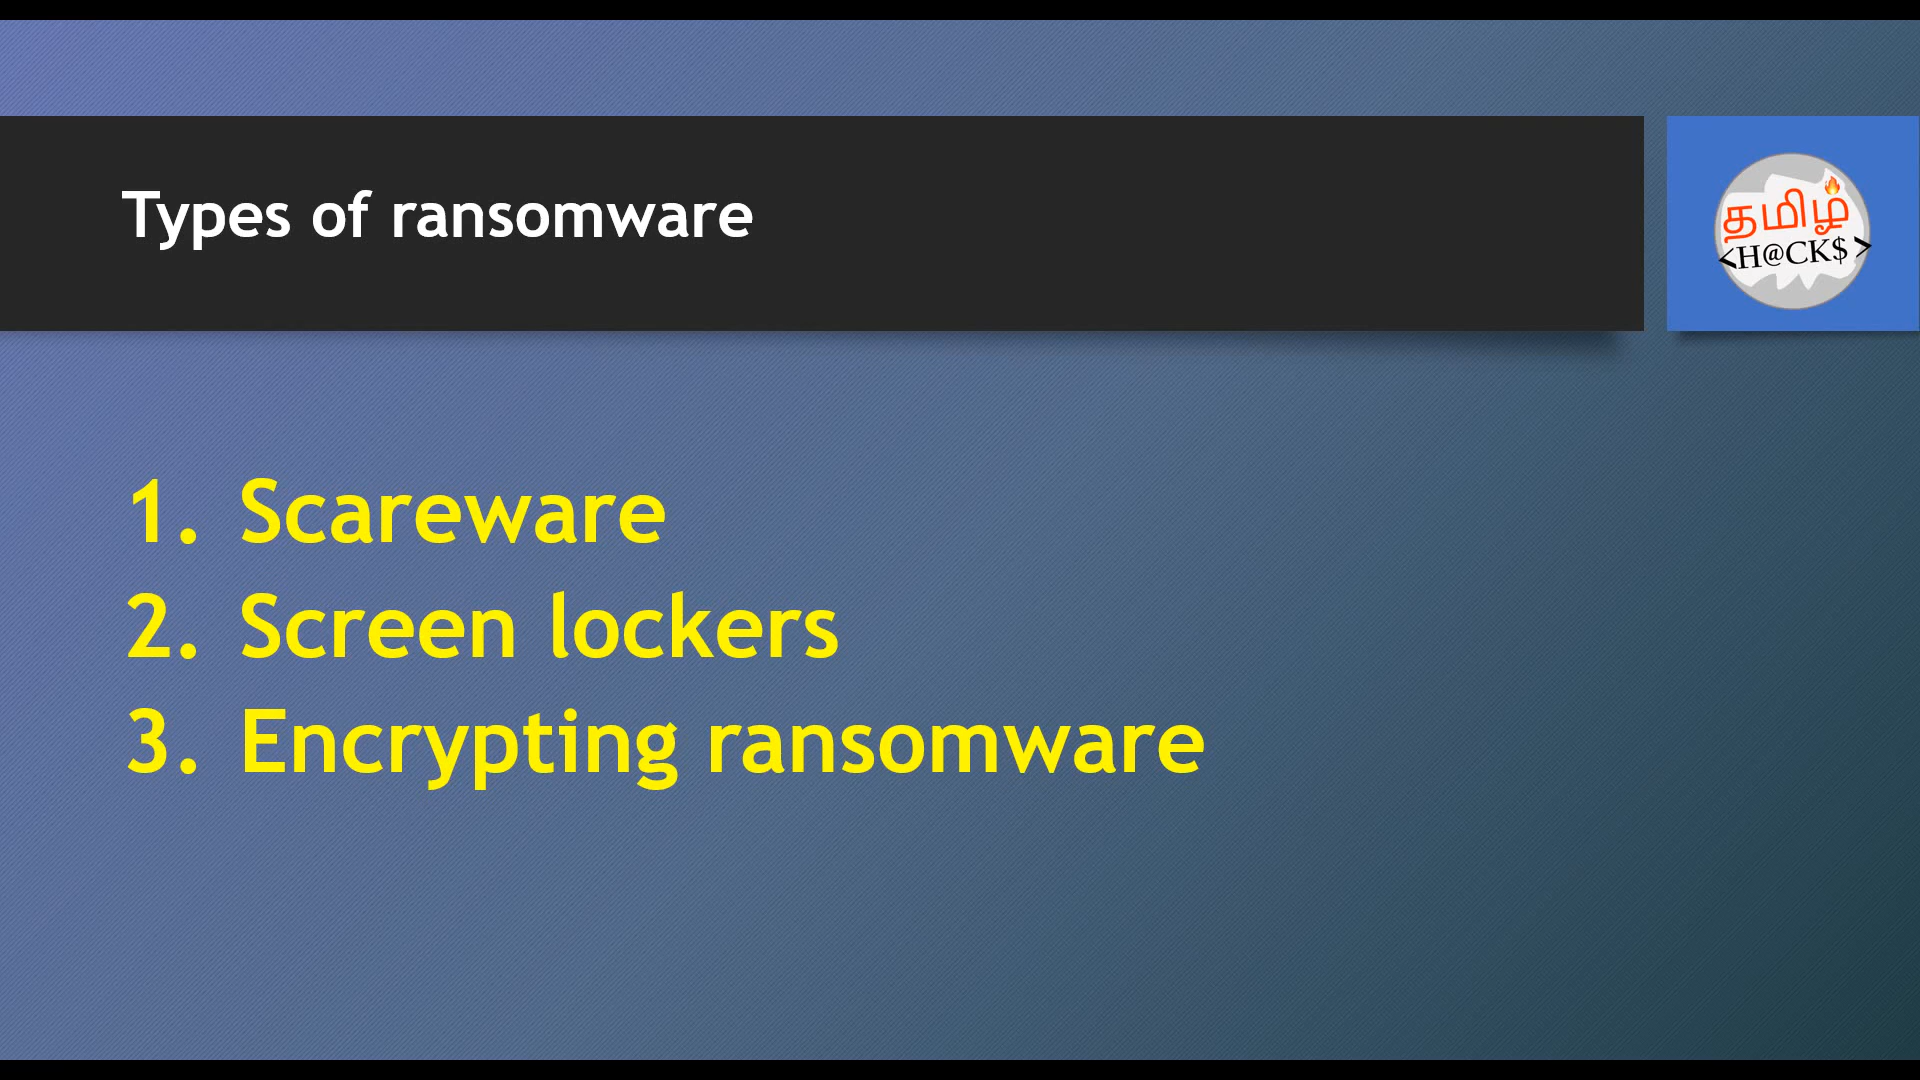 Types of ransomware
தமிழ்
<H@CK$>
1. Scareware
2. Screen lockers
3. Encrypting ransomware